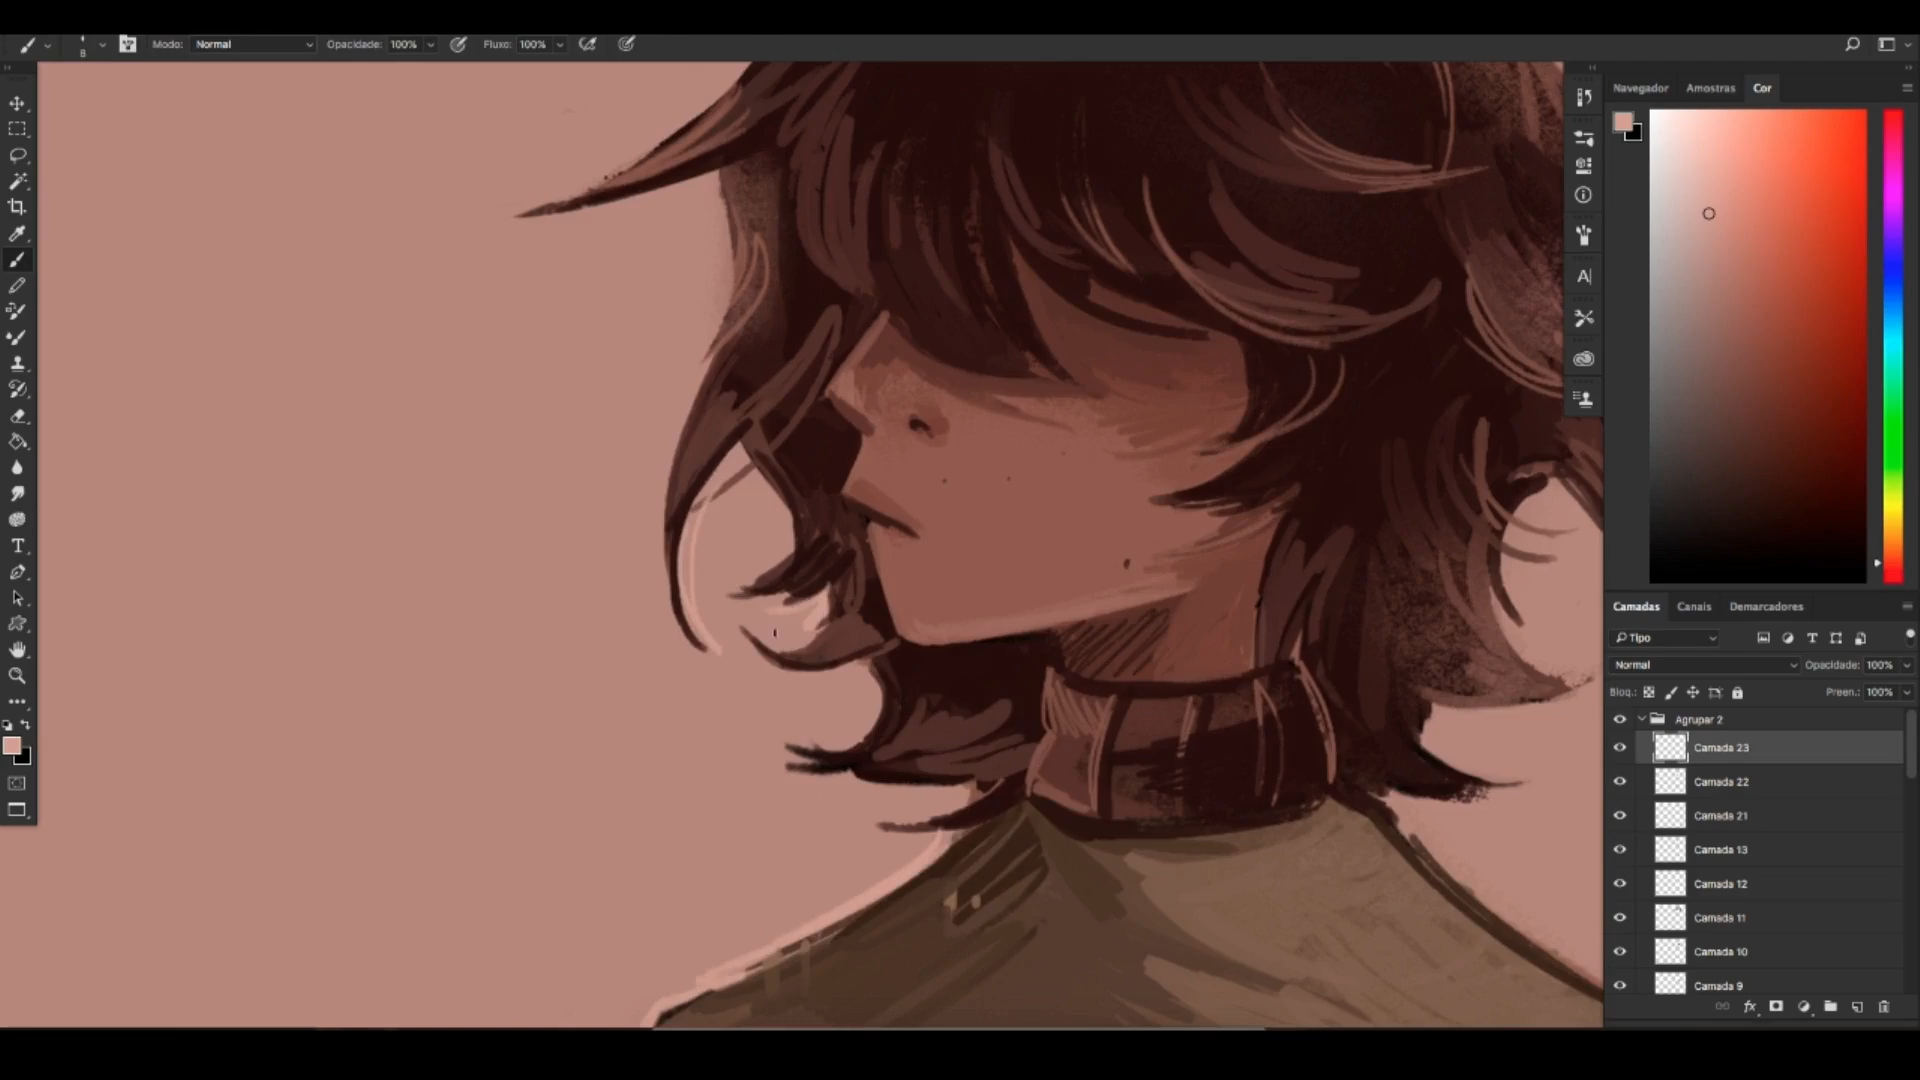 8 Modo: Normal Opacidade: 100% Fluxo: 100%
Navegador Amostras Cor
Camadas Canais Demarcadores
Tipo
Normal Opacidade: 100%
Bloq.: Preen.: 100%
Agrupar 2
Camada 23
Camada 22
Camada 21
Camada 13
Camada 12
Camada 11
Camada 10
Camada 9